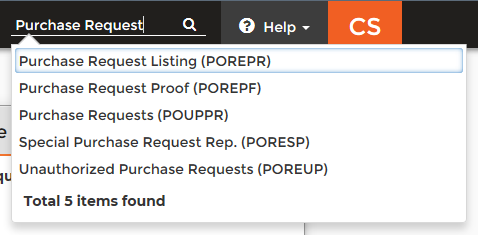 Purchase Request
Help
CS
Purchase Request Listing (POREPR)
Purchase Request Proof (POREPF)
Purchase Requests (POUPPR)
Special Purchase Request Rep. (PORESP)
Unauthorized Purchase Requests (POREUP)
Total 5 items found